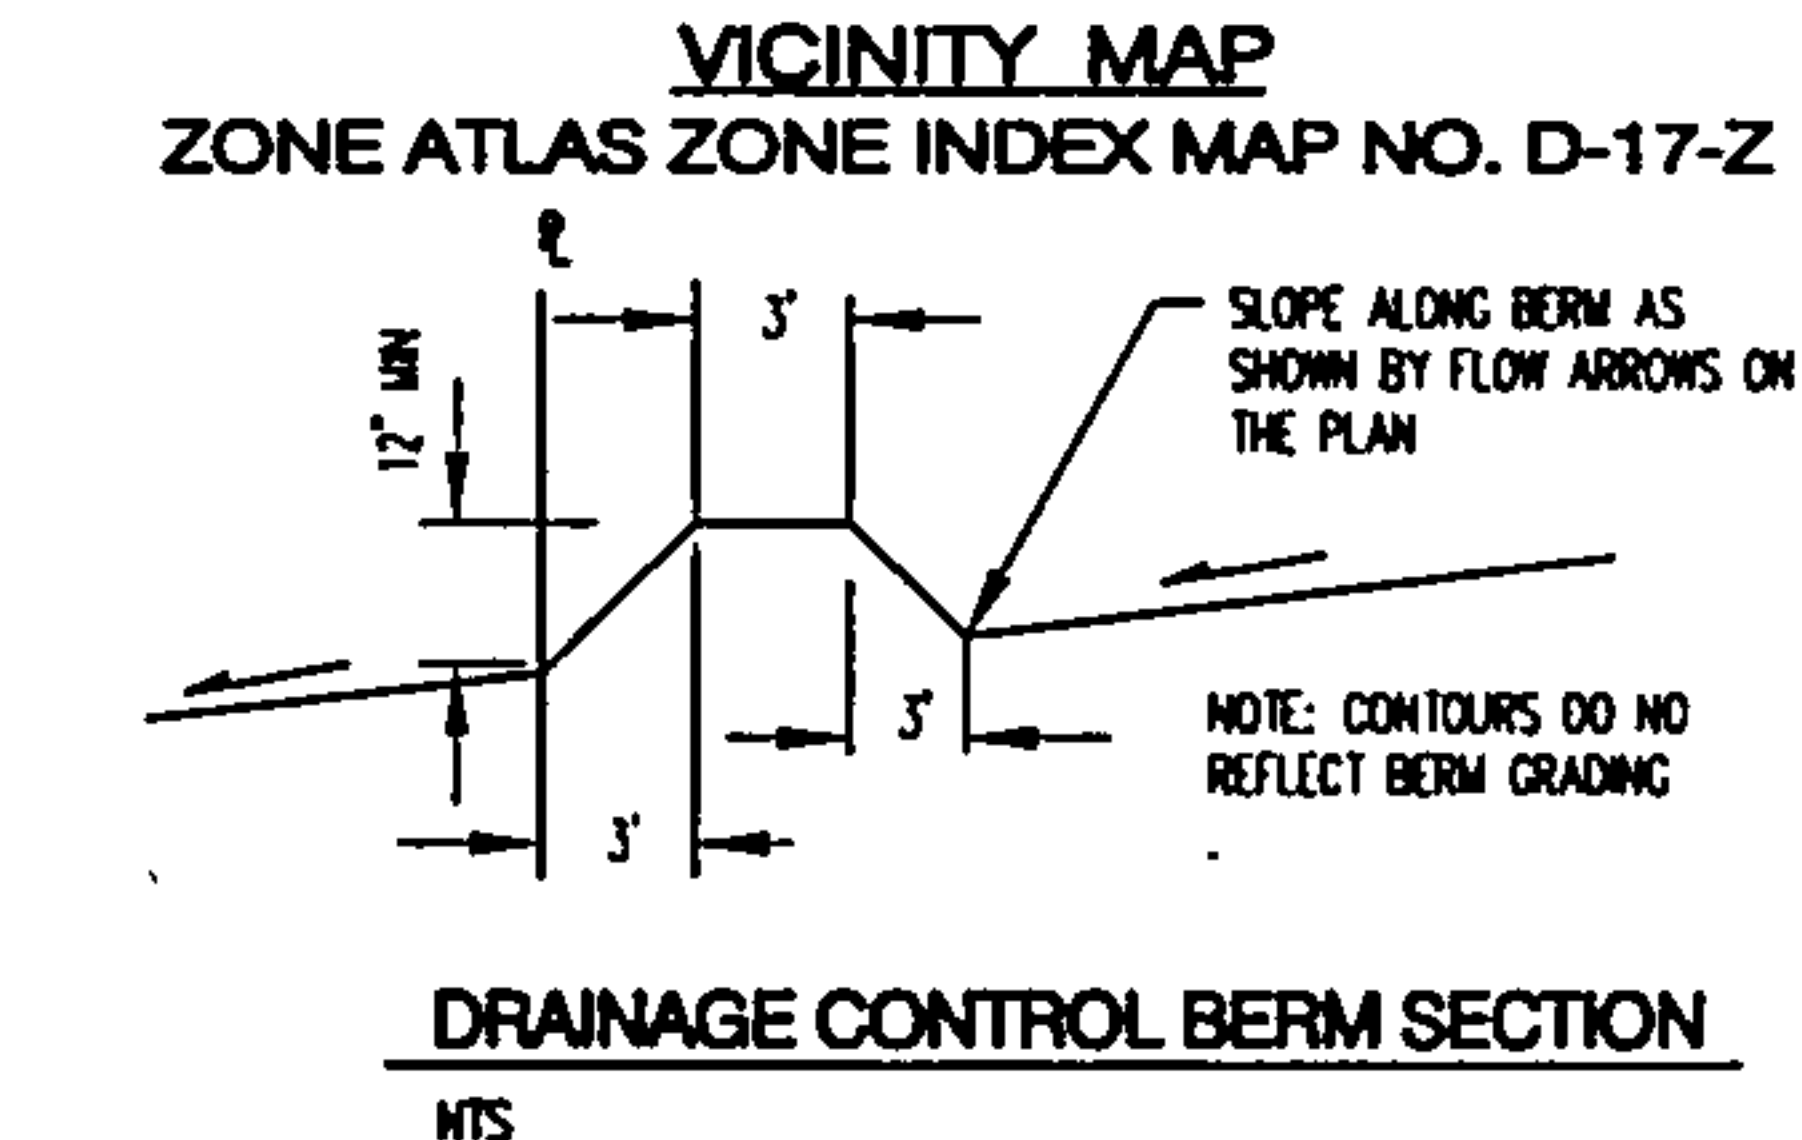 VICINITY MAP
ZONE ATLAS ZONE INDEX MAP NO. D-17-Z
PL
3'
12" MIN
SLOPE ALONG BERM AS
SHOWN BY FLOW ARROWS ON
THE PLAN
3'
NOTE: CONTOURS DO NO
REFLECT BERM GRADING
3'
DRAINAGE CONTROL BERM SECTION
NTS